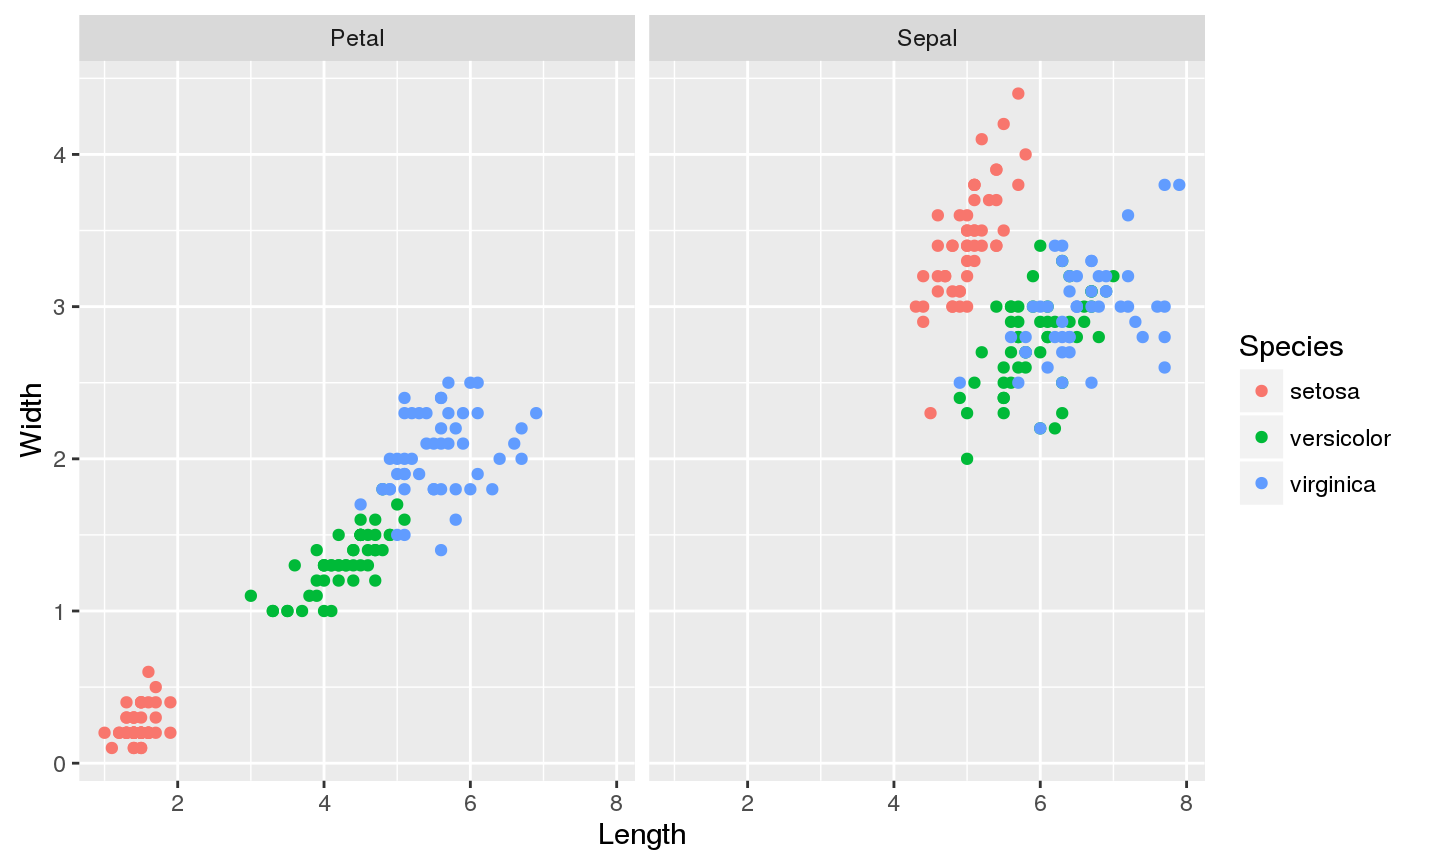 Petal
Sepal
4
3
2
1
0
Width
2 4 6 8
2 4 6 8
Length
Species
setosa
versicolor
virginica